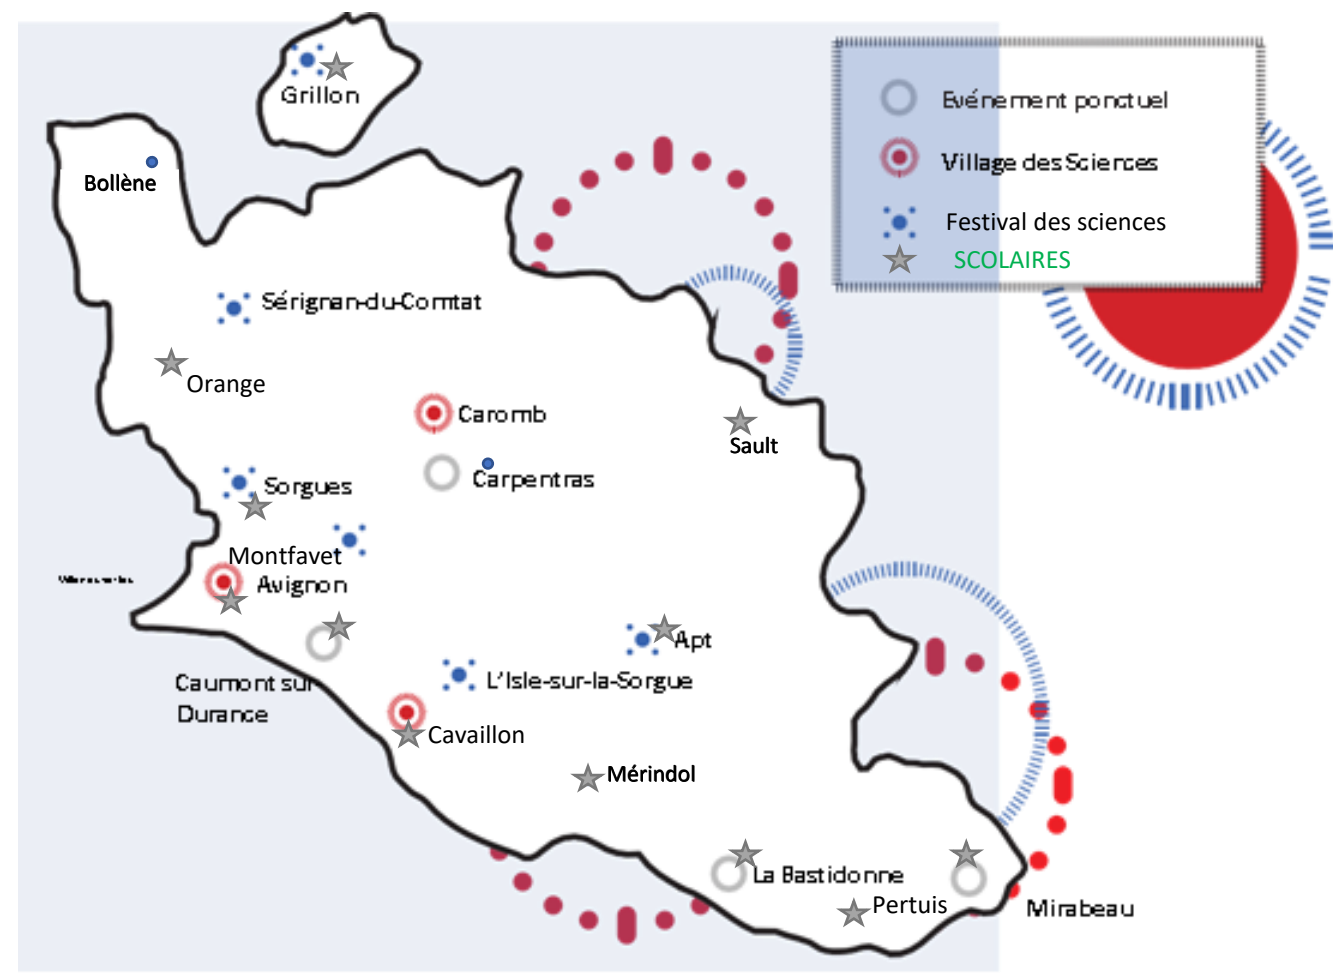 Grillon
Evénement ponctuel
Village des Sciences
Festival des sciences
SCOLAIRES
Bollène
Sérignan-du-Comtat
Orange
Caromb
Sault
Carpentras
Sorgues
Montfavet
Avignon
Apt
L'Isle-sur-la-Sorgue
Caumont sur
Durance
Cavaillon
Mérindol
La Bastidonne
Pertuis
Mirabeau